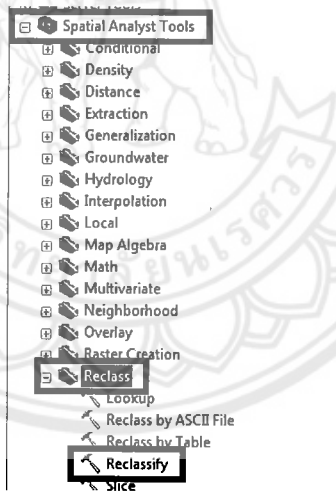 Spatial Analyst Tools
Conditional
Density
Distance
Extraction
Generalization
Groundwater
Hydrology
Interpolation
Local
Map Algebra
Math
Multivariate
Neighborhood
Overlay
Raster Creation
Reclass
Lookup
Reclass by ASCII File
Reclass by Table
Reclassify
Slice